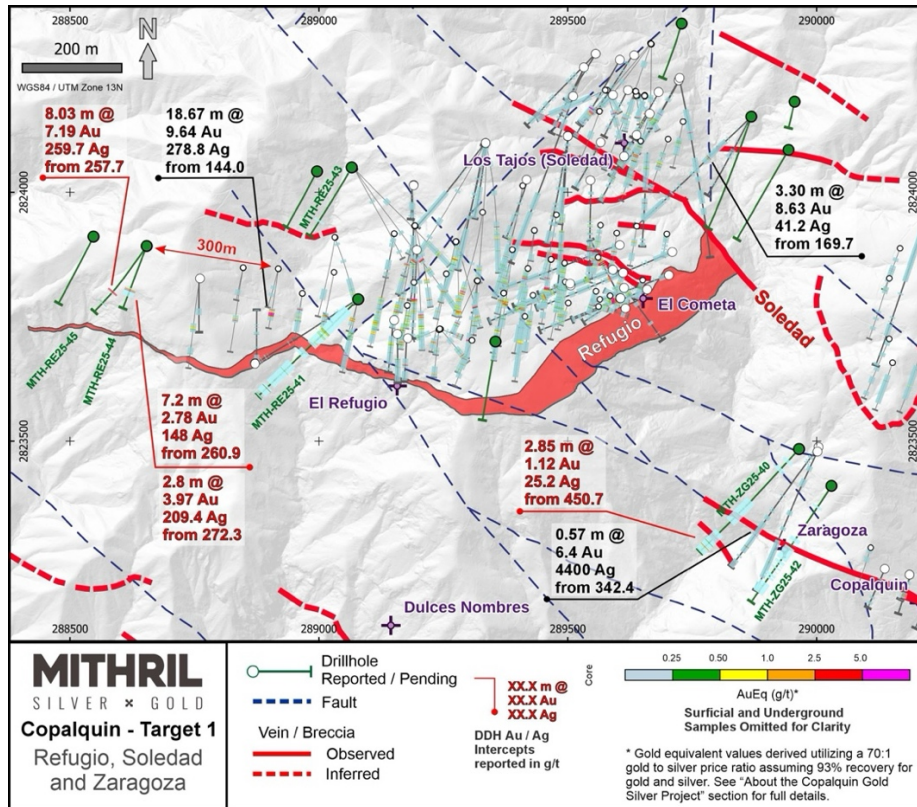 288500
289000
289500
290000
N
200 m
WGS84 / UTM Zone 13N
8.03 m @
7.19 Au
259.7 Ag
from 257.7
18.67 m @
9.64 Au
278.8 Ag
from 144.0
MTH-RE25-43
Los Tajos (Soledad)
2824000
2824000
3.30 m @
8.63 Au
41.2 Ag
from 169.7
300m
El Cometa
Soledad
Refugio
MTH-RE25-45
MTH-RE25-44
MTH-RE25-41
El Refugio
7.2 m @
2.78 Au
148 Ag
from 260.9
2.8 m @
3.97 Au
209.4 Ag
from 272.3
2823500
2823500
2.85 m @
1.12 Au
25.2 Ag
from 450.7
MTH-ZG25-40
0.57 m @
6.4 Au
4400 Ag
from 342.4
Zaragoza
MTH-ZG25-42
Copalquin
Dulces Nombres
288500
289000
289500
290000
MITHRIL
SILVER × GOLD
Copalquin - Target 1
Refugio, Soledad
and Zaragoza
Drillhole
Reported / Pending
Fault
Vein / Breccia
Observed
Inferred
XX.X m @
XX.X Au
XX.X Ag
DDH Au / Ag
Intercepts
reported in g/t
Core
0.25 0.50 1.0 2.5 5.0
AuEq (g/t)*
Surficial and Underground
Samples Omitted for Clarity
* Gold equivalent values derived utilizing a 70:1
gold to silver price ratio assuming 93% recovery for
gold and silver. See "About the Copalquin Gold
Silver Project" section for full details.